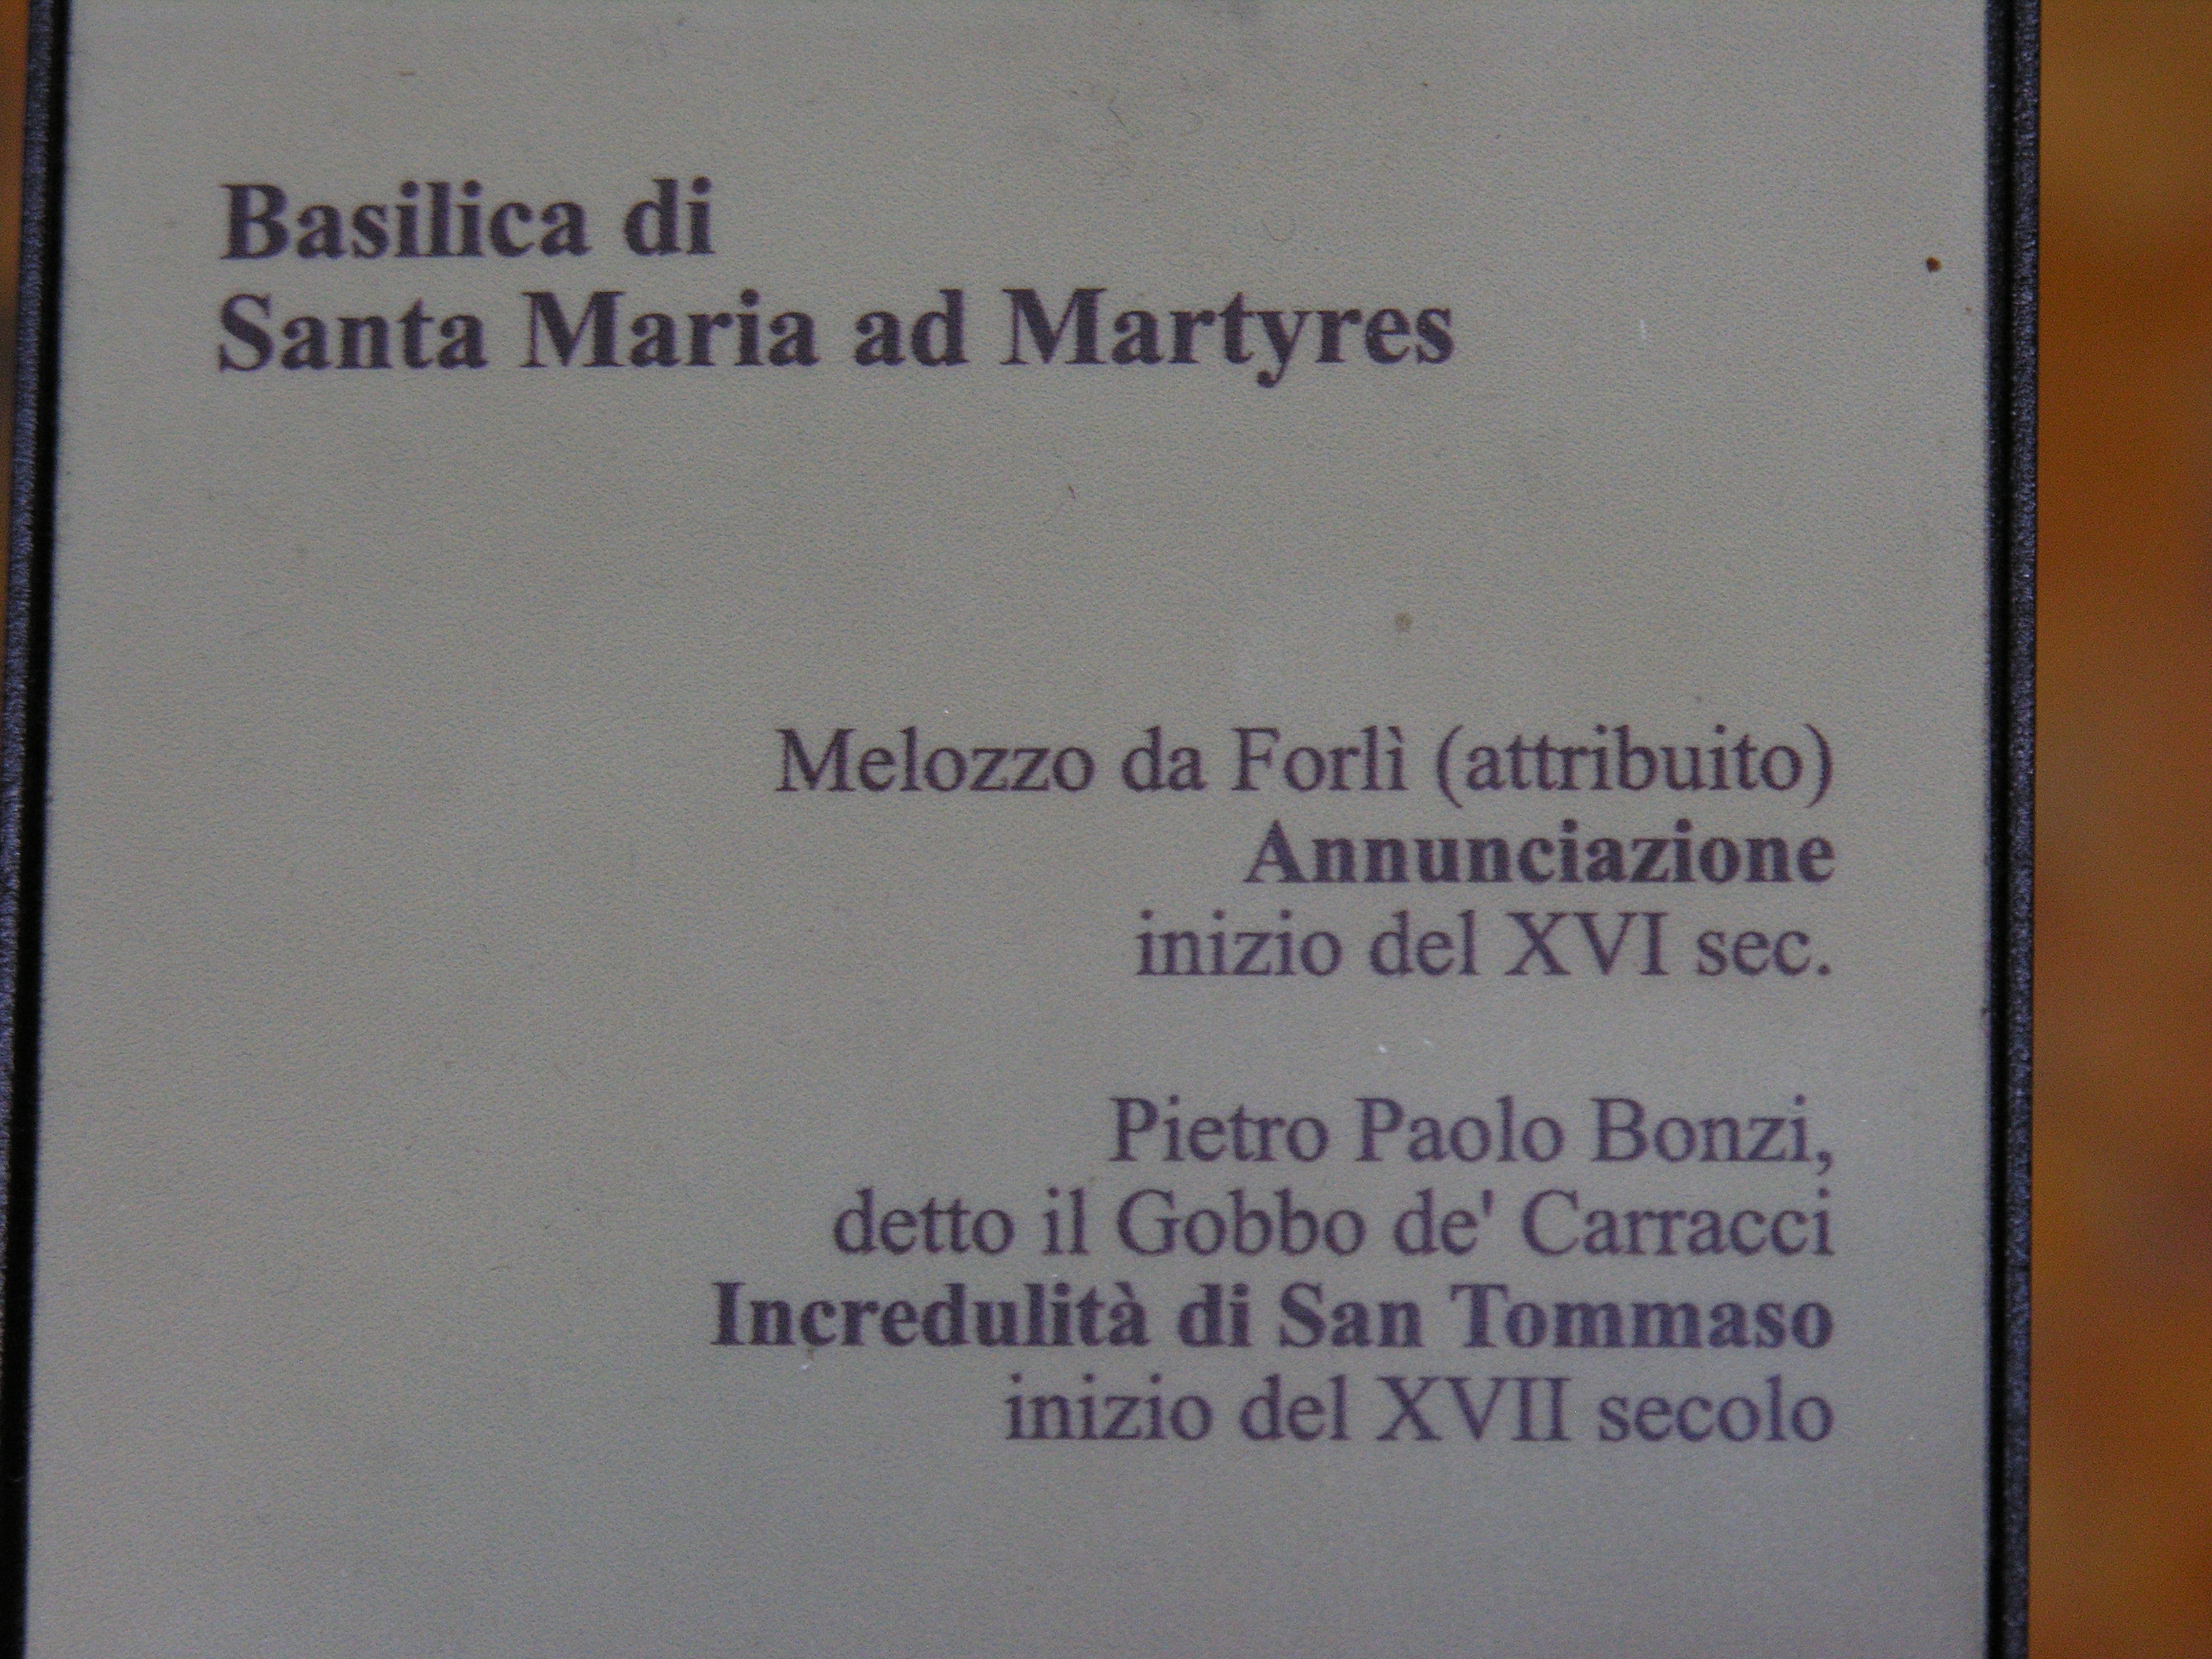 Basilica di
Santa Maria ad Martyres
Melozzo da Forlì (attribuito)
Annunciazione
inizio del XVI sec.
Pietro Paolo Bonzi,
detto il Gobbo de' Carracci
Incredulità di San Tommaso
inizio del XVII secolo